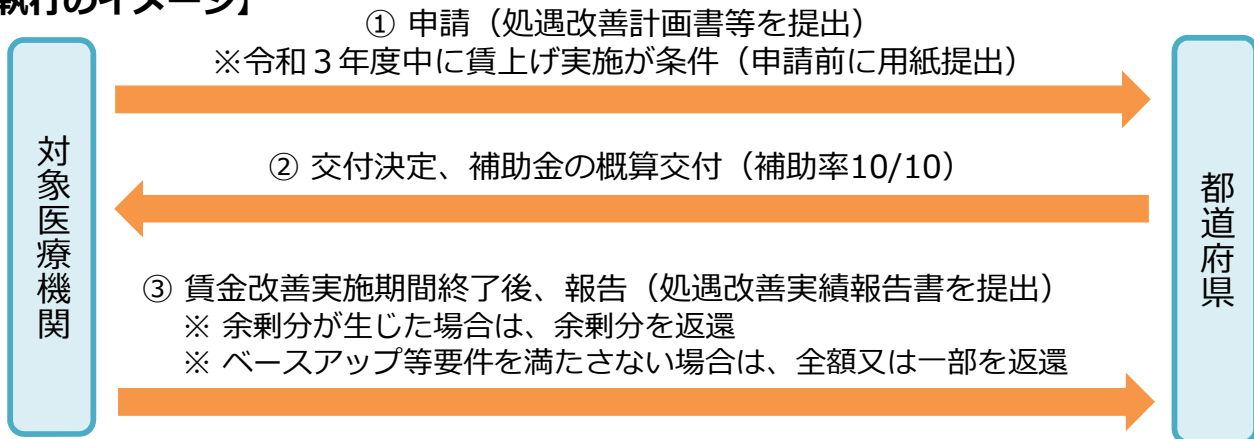 執行のイメージ】
① 申請（処遇改善計画書等を提出）
※令和３年度中に賃上げ実施が条件（申請前に用紙提出）
対象医療機関
② 交付決定、補助金の概算交付（補助率10/10）
都道府県
③ 賃金改善実施期間終了後、報告（処遇改善実績報告書を提出）
※ 余剰分が生じた場合は、余剰分を返還
※ ベースアップ等要件を満たさない場合は、全額又は一部を返還